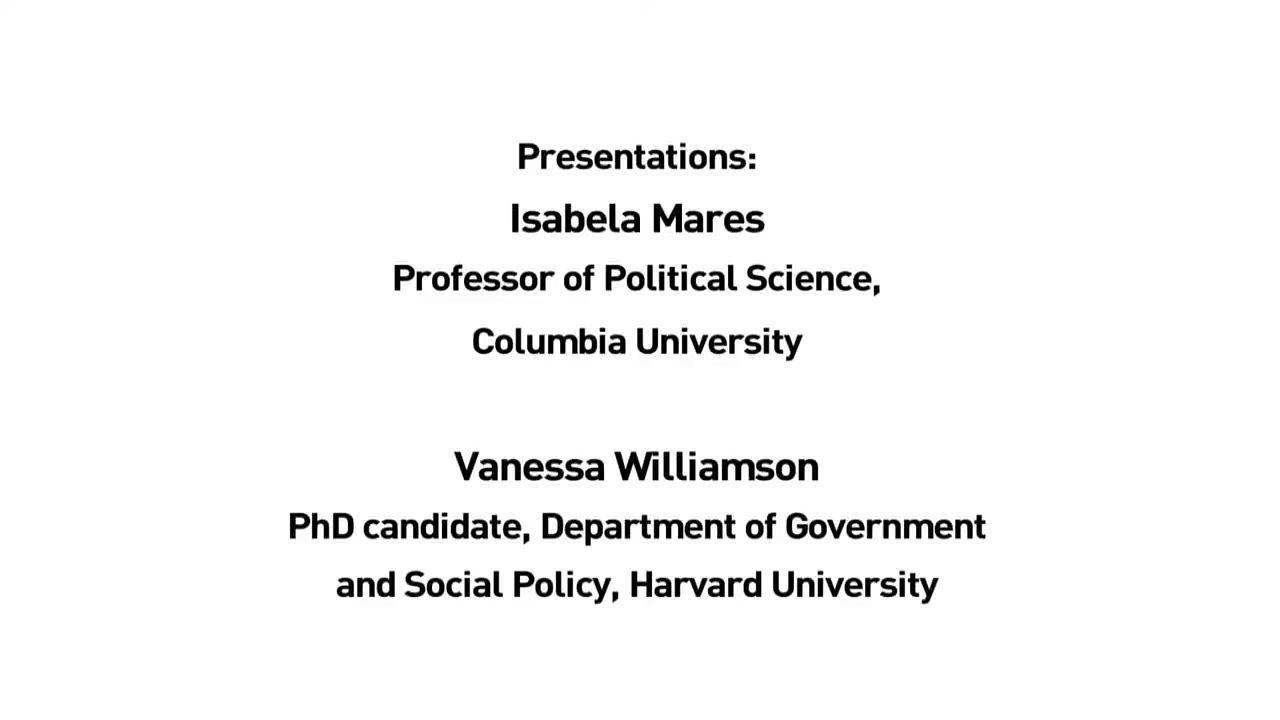 Presentations:
Isabela Mares
Professor of Political Science,
Columbia University
Vanessa Williamson
PhD candidate, Department of Government
and Social Policy, Harvard University